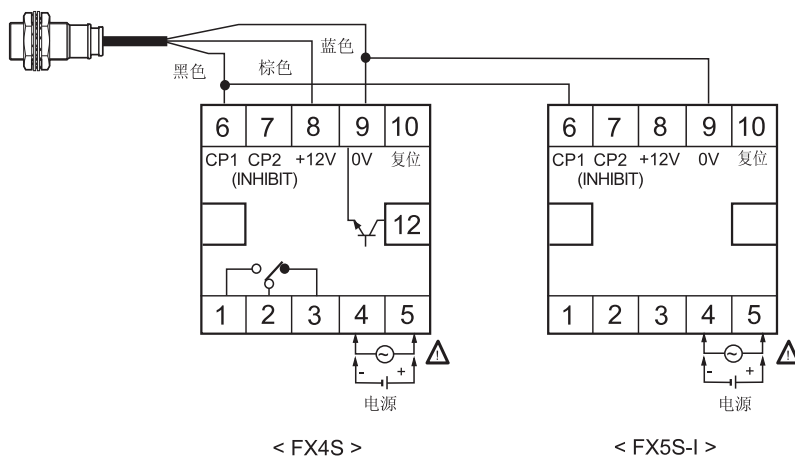 蓝色
黑色 棕色
6 7 8 9 10
CP1 CP2 +12V 0V 复位
(INHIBIT)
12
1 2 3 4 5
~
- +
电源
< FX4S >
6 7 8 9 10
CP1 CP2 +12V 0V 复位
(INHIBIT)
1 2 3 4 5
~
- +
电源
< FX5S-I >